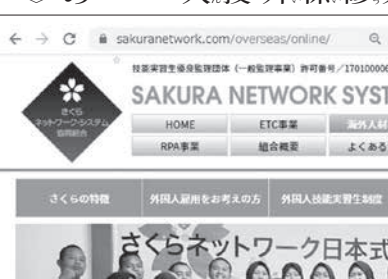 sakuranetwork.com/overseas/online/
技能実習生優良監理団体（一般監理事業）許可番号／170100006
さくら
ネットワーク・システム
協同組合
SAKURA NETWORK SYST
HOME
ETC事業
海外人材
RPA事業
組合概要
よくある
さくらの特徴
外国人雇用をお考えの方
外国人技能実習生制度
さくらネットワーク日本式